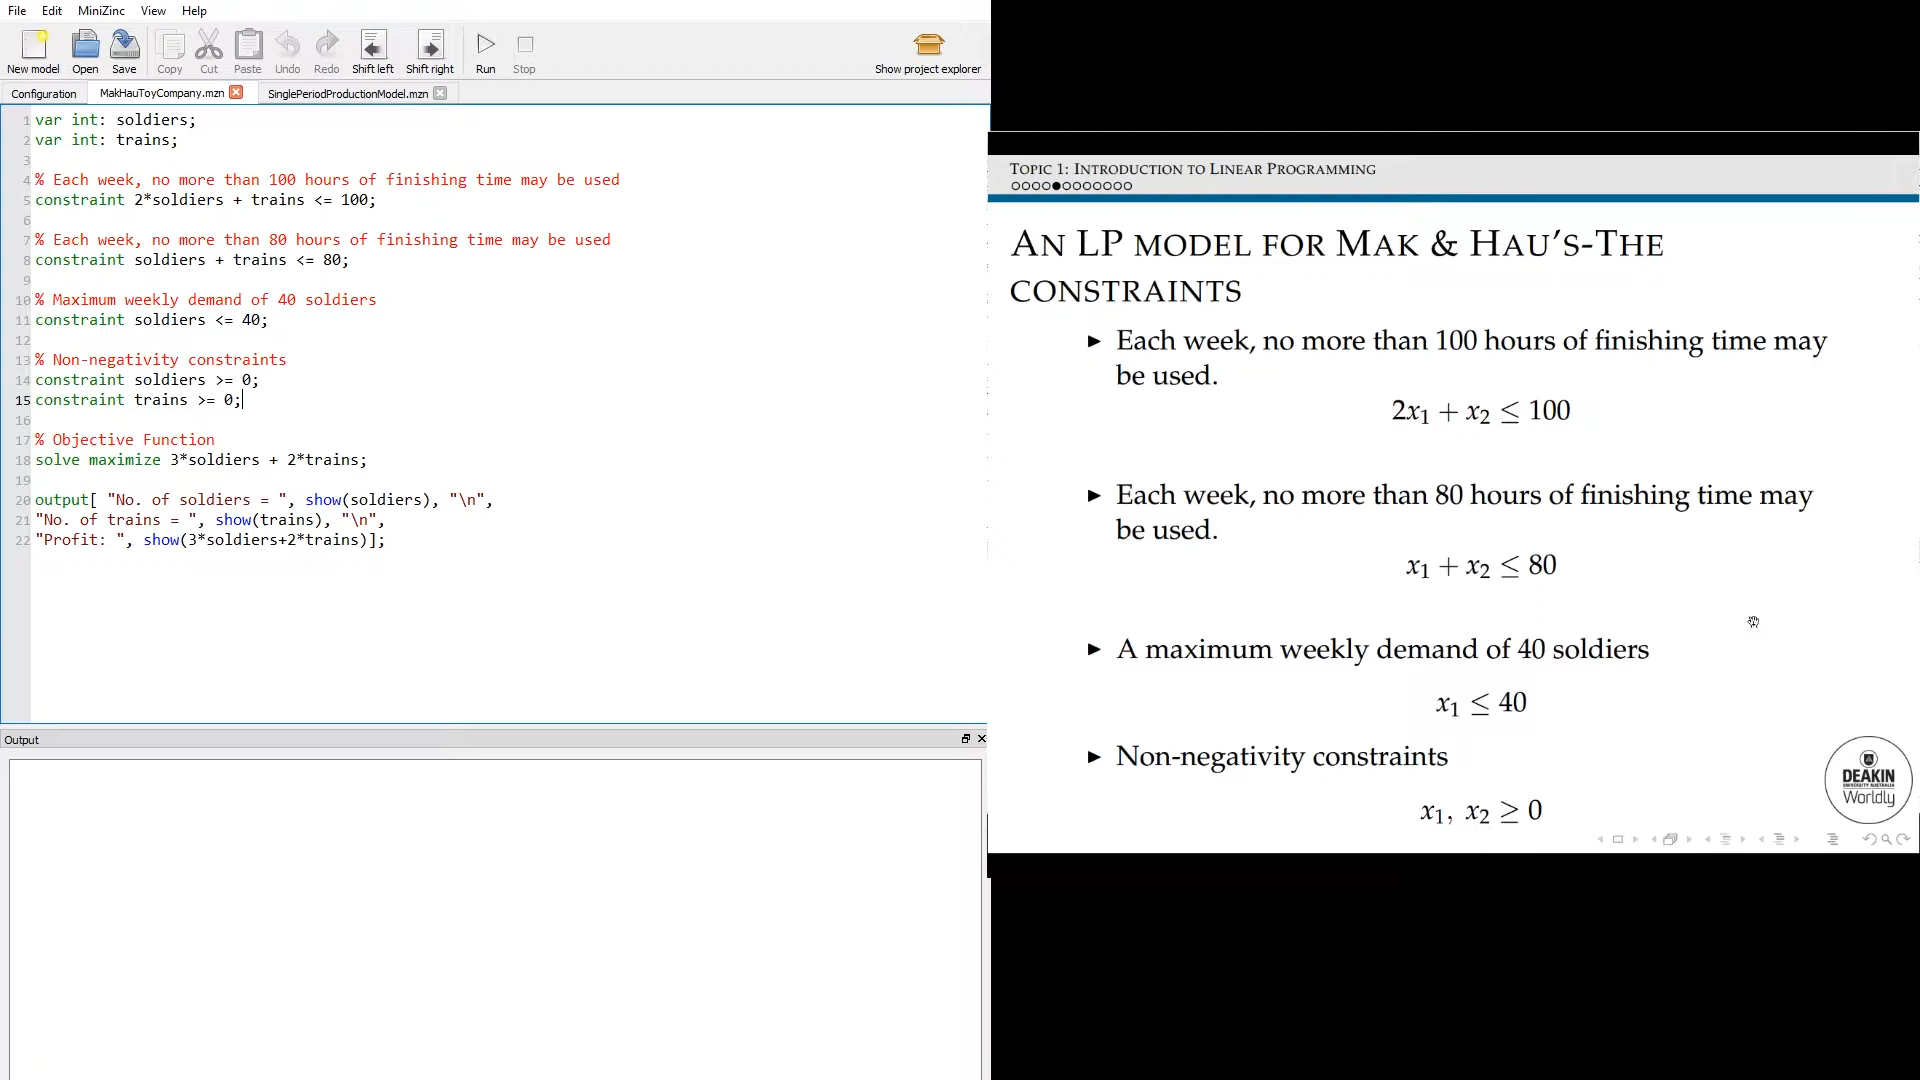 File Edit MiniZinc View Help
New model Open Save Copy Cut Paste Undo Redo Shift left Shift right Run Stop Show project explorer
Configuration MakHauToyCompany.mzn SinglePeriodProductionModel.mzn
1 var int: soldiers;
2 var int: trains;
3
4 % Each week, no more than 100 hours of finishing time may be used
5 constraint 2*soldiers + trains <= 100;
6
7 % Each week, no more than 80 hours of finishing time may be used
8 constraint soldiers + trains <= 80;
9
10 % Maximum weekly demand of 40 soldiers
11 constraint soldiers <= 40;
12
13 % Non-negativity constraints
14 constraint soldiers >= 0;
15 constraint trains >= 0;
16
17 % Objective Function
18 solve maximize 3*soldiers + 2*trains;
19
20 output[ "No. of soldiers = ", show(soldiers), "\n",
21 "No. of trains = ", show(trains), "\n",
22 "Profit: ", show(3*soldiers+2*trains)];
Output
TOPIC 1: INTRODUCTION TO LINEAR PROGRAMMING
AN LP MODEL FOR MAK & HAU'S-THE
CONSTRAINTS
▶ Each week, no more than 100 hours of finishing time may
be used.
2x₁ + x₂ ≤ 100
▶ Each week, no more than 80 hours of finishing time may
be used.
x₁ + x₂ ≤ 80
▶ A maximum weekly demand of 40 soldiers
x₁ ≤ 40
▶ Non-negativity constraints
x₁, x₂ ≥ 0
DEAKIN
UNIVERSITY AUSTRALIA
Worldly